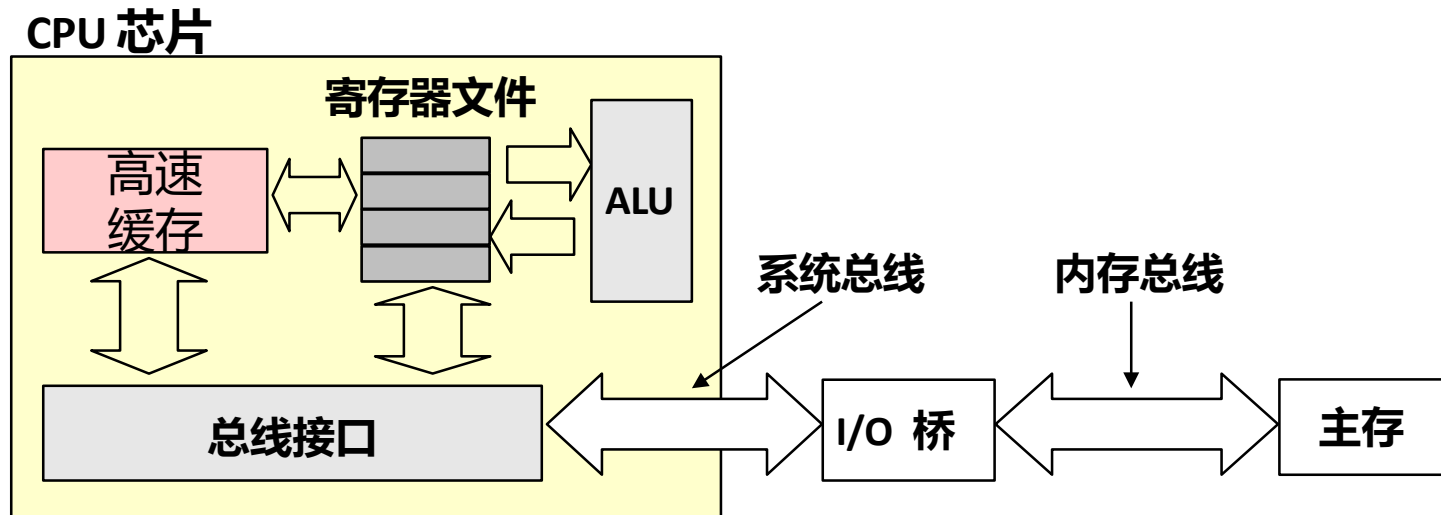 CPU 芯片
寄存器文件
高速
缓存
ALU
系统总线
内存总线
总线接口
I/O 桥
主存